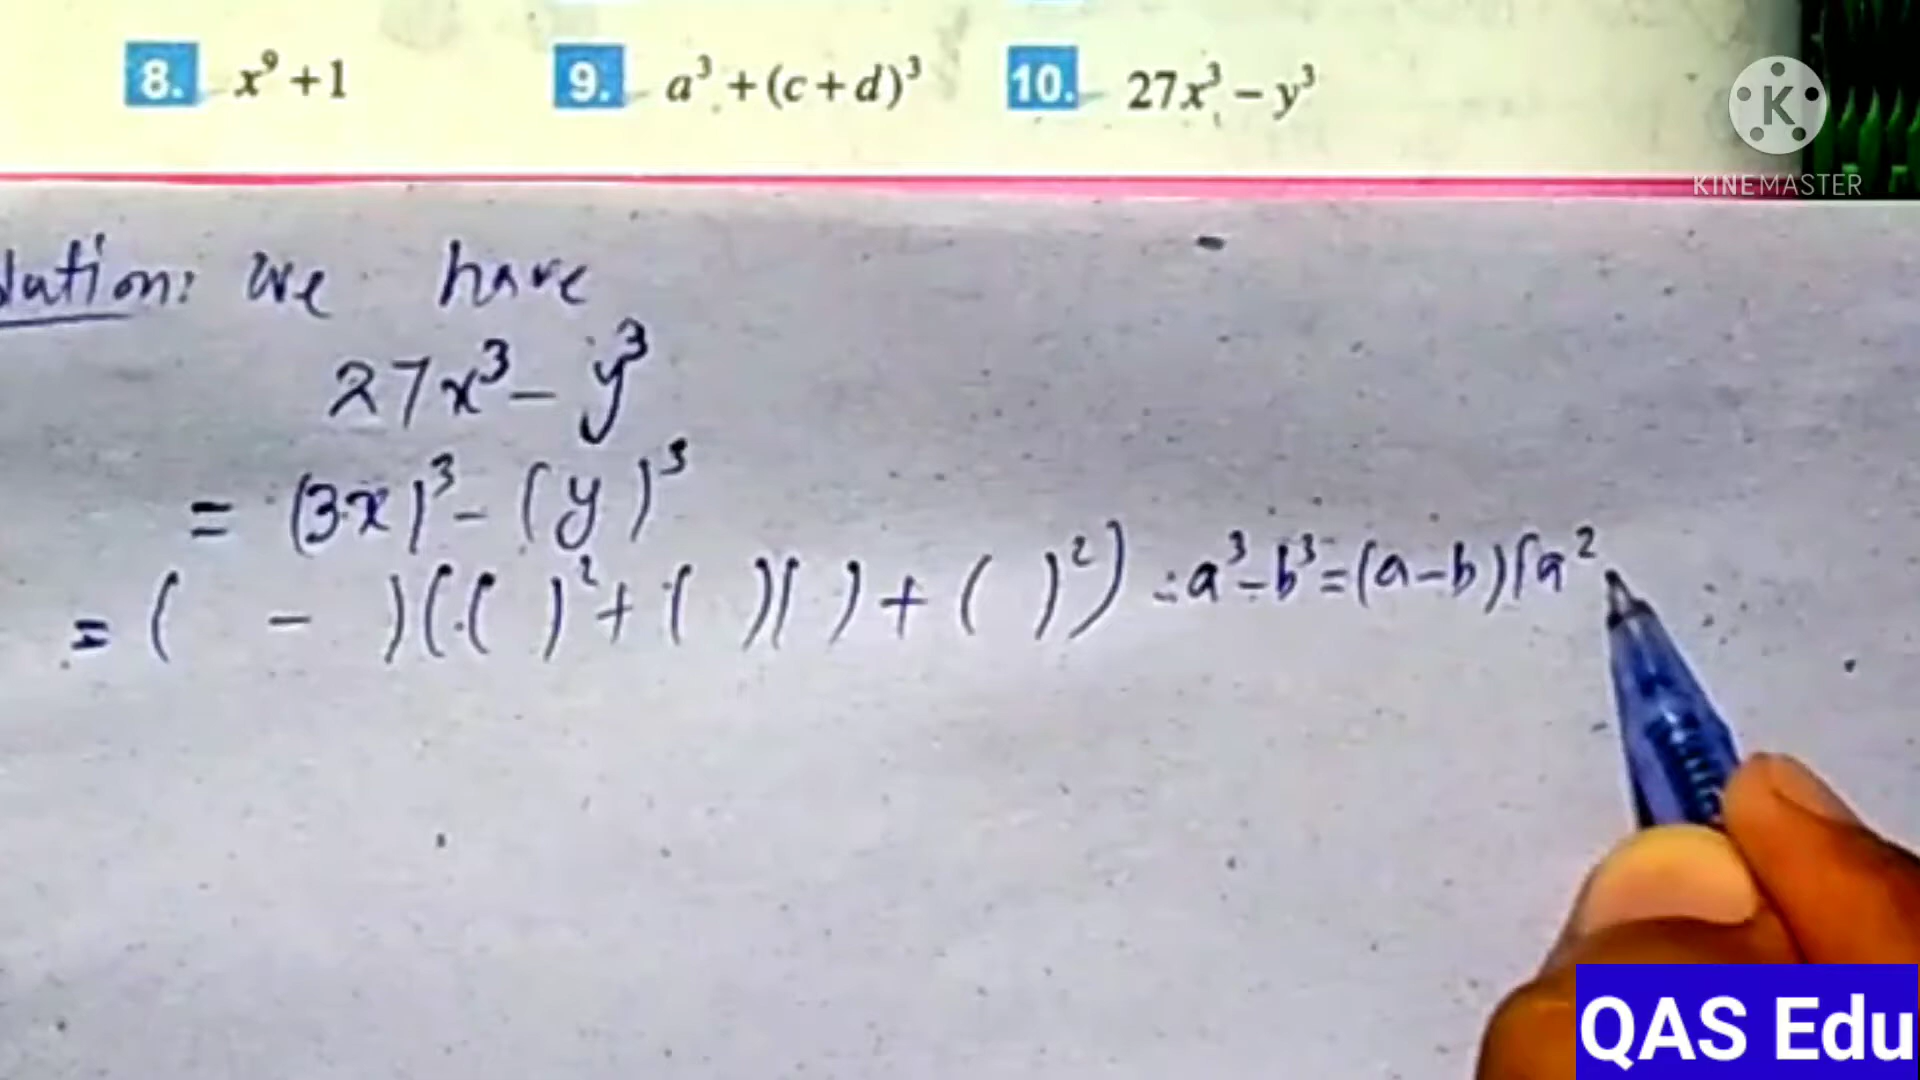 8. x⁹ + 1 9. a³ + (c + d)³ 10. 27x³ − y³
K
KINEMASTER
lution: we have
27x³ − y³
= (3x)³ − (y)³
= ( − )(( )² + ( )( ) + ( )²) ∴ a³ − b³ = (a − b)(a²
QAS Edu